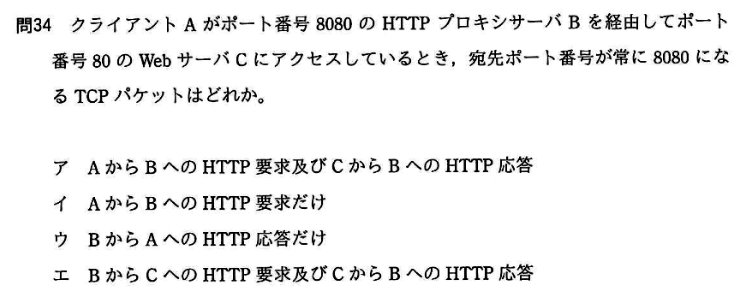 問34 クライアント A がポート番号 8080 の HTTP プロキシサーバ B を経由してポート
番号 80 の Web サーバ C にアクセスしているとき，宛先ポート番号が常に 8080 にな
る TCP パケットはどれか。
ア A から B への HTTP 要求及び C から B への HTTP 応答
イ A から B への HTTP 要求だけ
ウ B から A への HTTP 応答だけ
エ B から C への HTTP 要求及び C から B への HTTP 応答